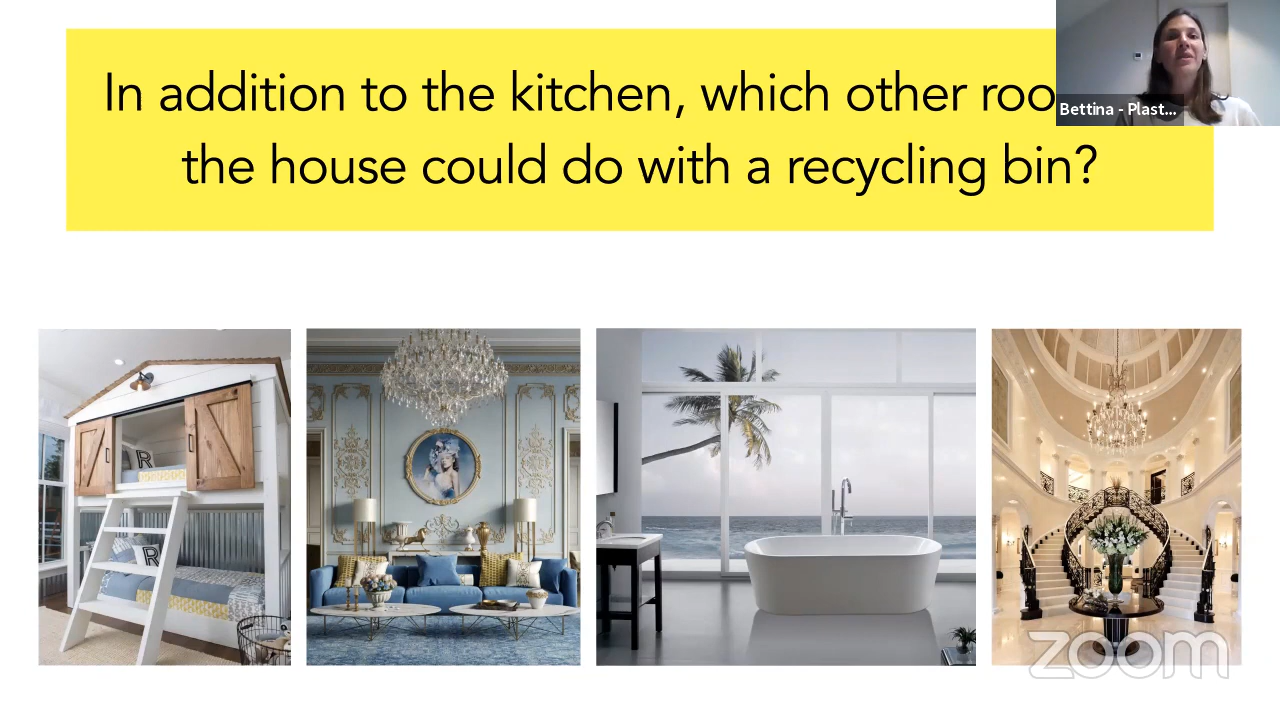 In addition to the kitchen, which other roo
the house could do with a recycling bin?
Bettina - Plast...
R
R
zoom